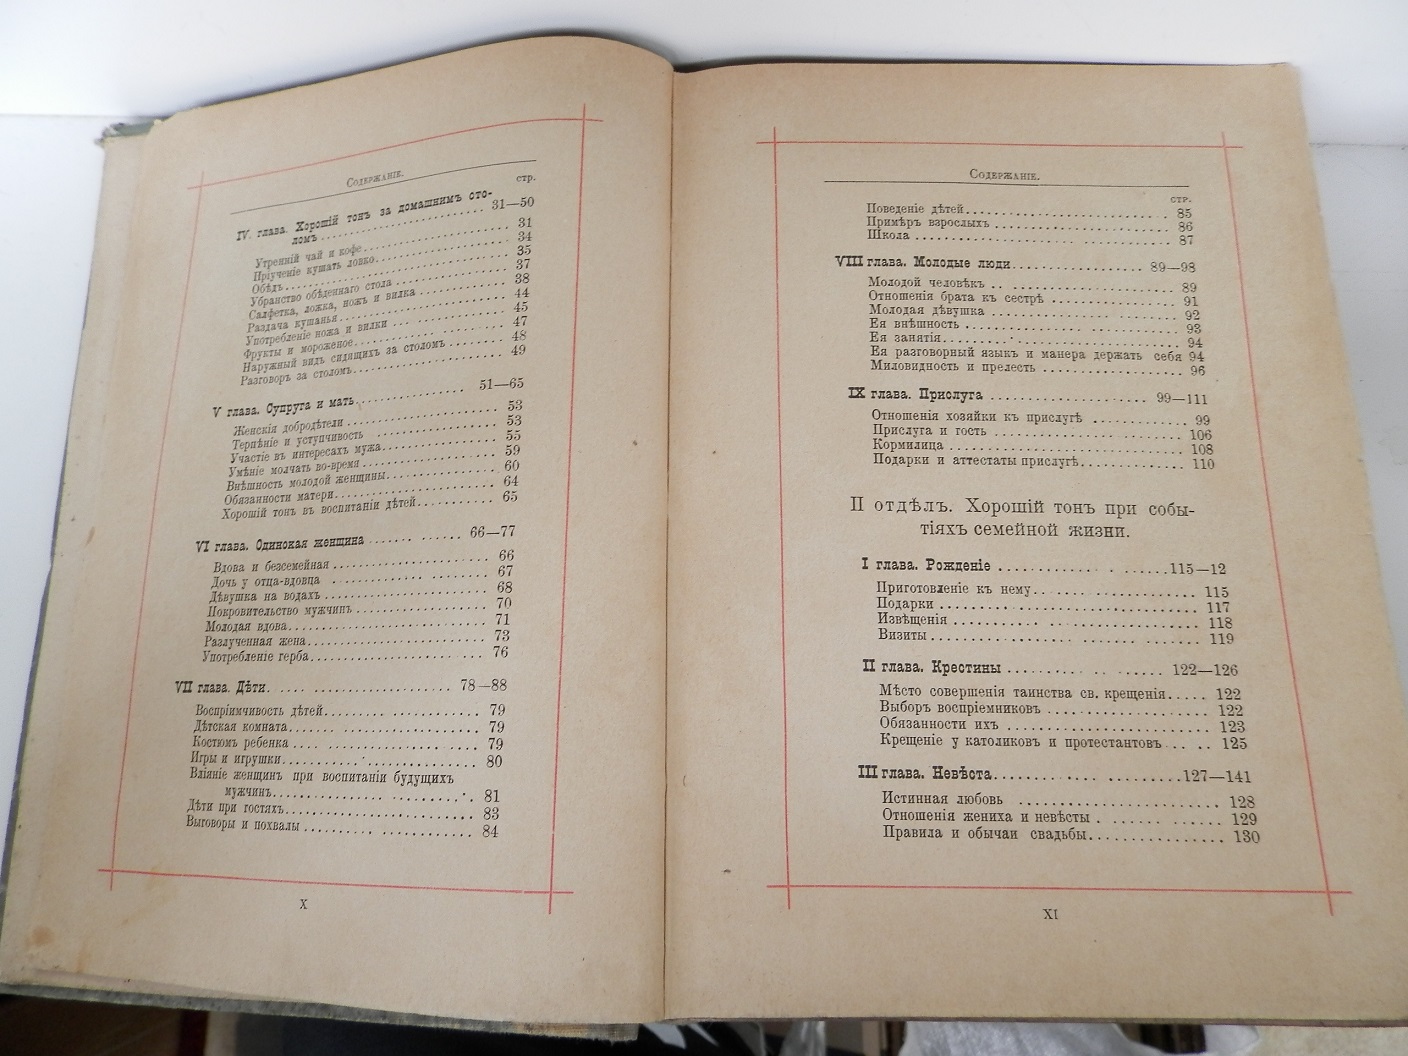 Содержаніе.
стр.
IV. глава. Хорошій тонъ за домашнимъ сто-
ломъ 31—50
Утренній чай и кофе 31
Пріученіе кушать ловко 34
Обѣдъ 35
Убранство обѣденнаго стола 37
Салфетка, ложка, ножъ и вилка 38
Раздача кушанья 44
Употребленіе ножа и вилки 45
Фрукты и мороженое 47
Наружный видъ сидящихъ за столомъ 48
Разговоръ за столомъ 49
V глава. Супруга и мать 51—65
Женскія добродѣтели 53
Терпѣніе и уступчивость 53
Участіе въ интересахъ мужа 55
Умѣніе молчать во-время 59
Внѣшность молодой женщины 60
Обязанности матери 64
Хорошій тонъ въ воспитаніи дѣтей 65
VI глава. Одинокая женщина 66—77
Вдова и безсемейная 66
Дочь у отца-вдовца 67
Дѣвушка на водахъ 68
Покровительство мужчинъ 70
Молодая вдова 71
Разлученная жена 73
Употребленіе герба 76
VII глава. Дѣти 78—88
Воспріимчивость дѣтей 79
Дѣтская комната 79
Костюмъ ребенка 79
Игры и игрушки 80
Вліяніе женщинъ при воспитаніи будущихъ
мужчинъ 81
Дѣти при гостяхъ 83
Выговоры и похвалы 84
X
Содержаніе.
стр.
Поведеніе дѣтей 85
Примѣръ взрослыхъ 86
Школа 87
VIII глава. Молодые люди 89—98
Молодой человѣкъ 89
Отношенія брата къ сестрѣ 91
Молодая дѣвушка 92
Ея внѣшность 93
Ея занятія 94
Ея разговорный языкъ и манера держать себя 94
Миловидность и прелесть 96
IX глава. Прислуга 99—111
Отношенія хозяйки къ прислугѣ 99
Прислуга и гость 106
Кормилица 108
Подарки и аттестаты прислугѣ 110
II отдѣлъ. Хорошій тонъ при собы-
тіяхъ семейной жизни.
I глава. Рожденіе 115—12
Приготовленіе къ нему 115
Подарки 117
Извѣщенія 118
Визиты 119
II глава. Крестины 122—126
Мѣсто совершенія таинства св. крещенія 122
Выборъ воспріемниковъ 122
Обязанности ихъ 123
Крещеніе у католиковъ и протестантовъ 125
III глава. Невѣста 127—141
Истинная любовь 128
Отношенія жениха и невѣсты 129
Правила и обычаи свадьбы 130
XI